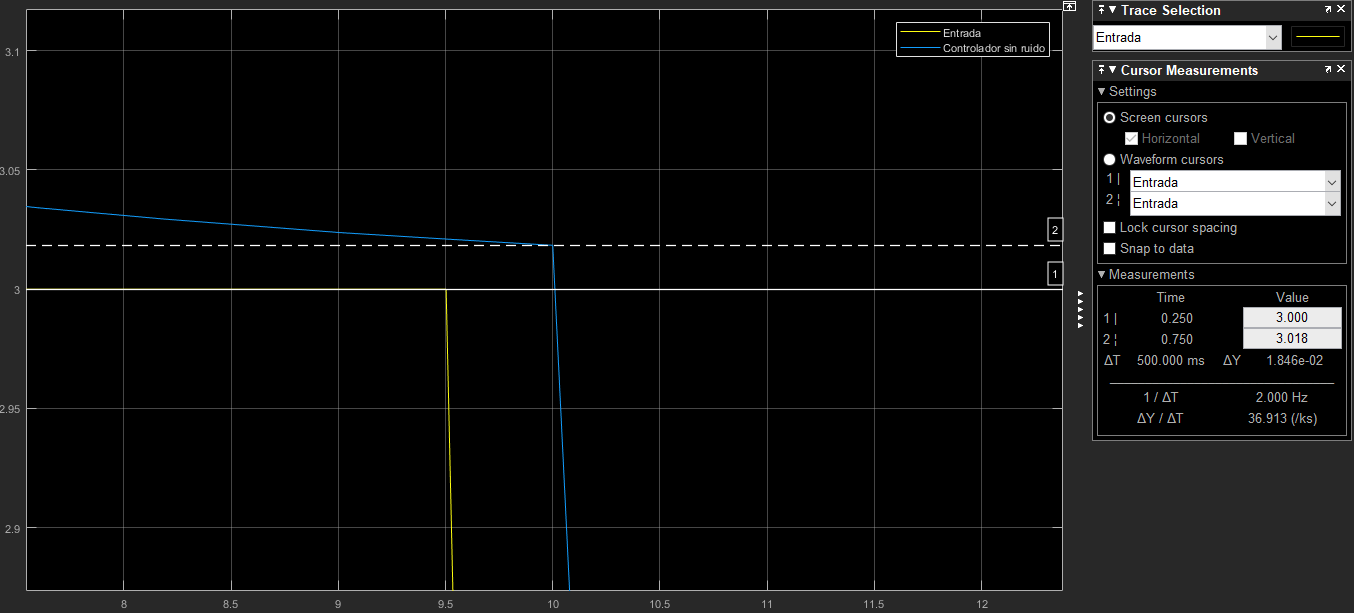 3.1
3.05
3
2.95
2.9
8
8.5
9
9.5
10
10.5
11
11.5
12
Entrada
Controlador sin ruido
2
1
Trace Selection
Entrada
Cursor Measurements
Settings
Screen cursors
Horizontal Vertical
Waveform cursors
1 | Entrada
2 ¦ Entrada
Lock cursor spacing
Snap to data
Measurements
Time Value
1 | 0.250 3.000
2 ¦ 0.750 3.018
ΔT 500.000 ms ΔY 1.846e-02
1 / ΔT 2.000 Hz
ΔY / ΔT 36.913 (/ks)